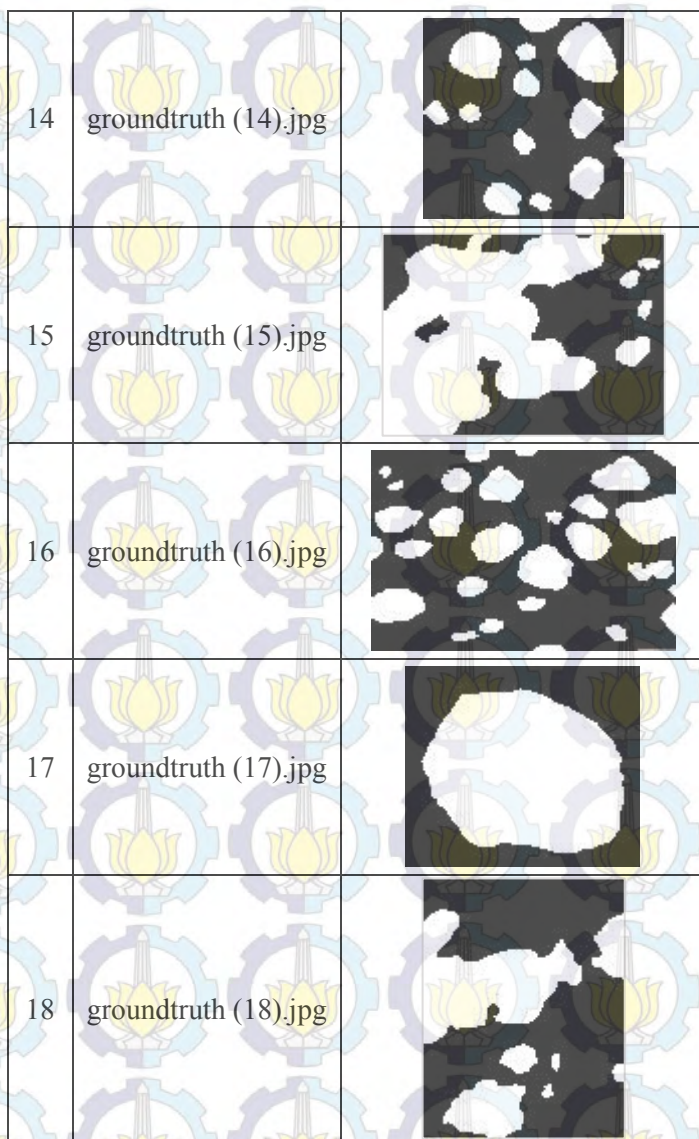 14 groundtruth (14).jpg
15 groundtruth (15).jpg
16 groundtruth (16).jpg
17 groundtruth (17).jpg
18 groundtruth (18).jpg